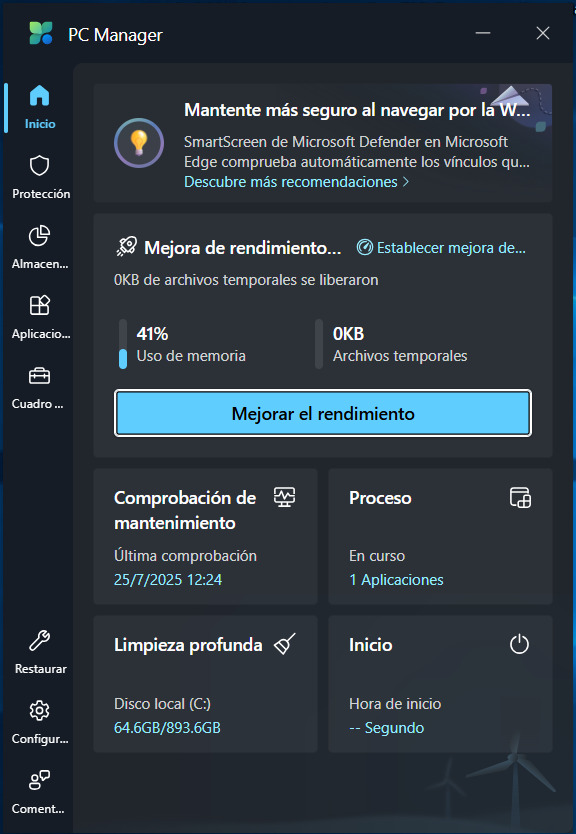 PC Manager
Inicio
Protección
Almacen...
Aplicacio...
Cuadro ...
Restaurar
Configur...
Coment...
Mantente más seguro al navegar por la W...
SmartScreen de Microsoft Defender en Microsoft
Edge comprueba automáticamente los vínculos qu...
Descubre más recomendaciones >
Mejora de rendimiento...
Establecer mejora de...
0KB de archivos temporales se liberaron
41%
Uso de memoria
0KB
Archivos temporales
Mejorar el rendimiento
Comprobación de
mantenimiento
Última comprobación
25/7/2025 12:24
Proceso
En curso
1 Aplicaciones
Limpieza profunda
Disco local (C:)
64.6GB/893.6GB
Inicio
Hora de inicio
-- Segundo